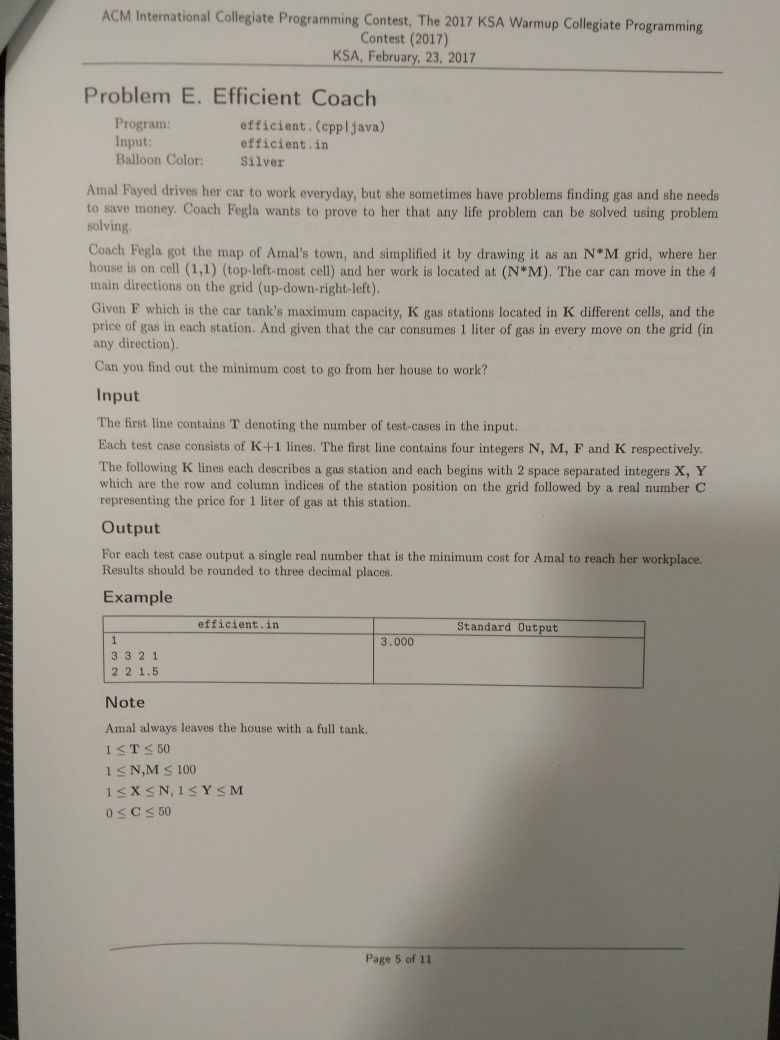 ACM International Collegiate Programming Contest, The 2017 KSA Warmup Collegiate Programming
Contest (2017)
KSA, February, 23, 2017
Problem E. Efficient Coach
Program: efficient.(cpp|java)
Input: efficient.in
Balloon Color: Silver
Amal Fayed drives her car to work everyday, but she sometimes have problems finding gas and she needs
to save money. Coach Fegla wants to prove to her that any life problem can be solved using problem
solving.
Coach Fegla got the map of Amal's town, and simplified it by drawing it as an N*M grid, where her
house is on cell (1,1) (top-left-most cell) and her work is located at (N*M). The car can move in the 4
main directions on the grid (up-down-right-left).
Given F which is the car tank's maximum capacity, K gas stations located in K different cells, and the
price of gas in each station. And given that the car consumes 1 liter of gas in every move on the grid (in
any direction).
Can you find out the minimum cost to go from her house to work?
Input
The first line contains T denoting the number of test-cases in the input.
Each test case consists of K+1 lines. The first line contains four integers N, M, F and K respectively.
The following K lines each describes a gas station and each begins with 2 space separated integers X, Y
which are the row and column indices of the station position on the grid followed by a real number C
representing the price for 1 liter of gas at this station.
Output
For each test case output a single real number that is the minimum cost for Amal to reach her workplace.
Results should be rounded to three decimal places.
Example
efficient.in Standard Output
1 3.000
3 3 2 1
2 2 1.5
Note
Amal always leaves the house with a full tank.
1 ≤ T ≤ 50
1 ≤ N,M ≤ 100
1 ≤ X ≤ N, 1 ≤ Y ≤ M
0 ≤ C ≤ 50
Page 5 of 11